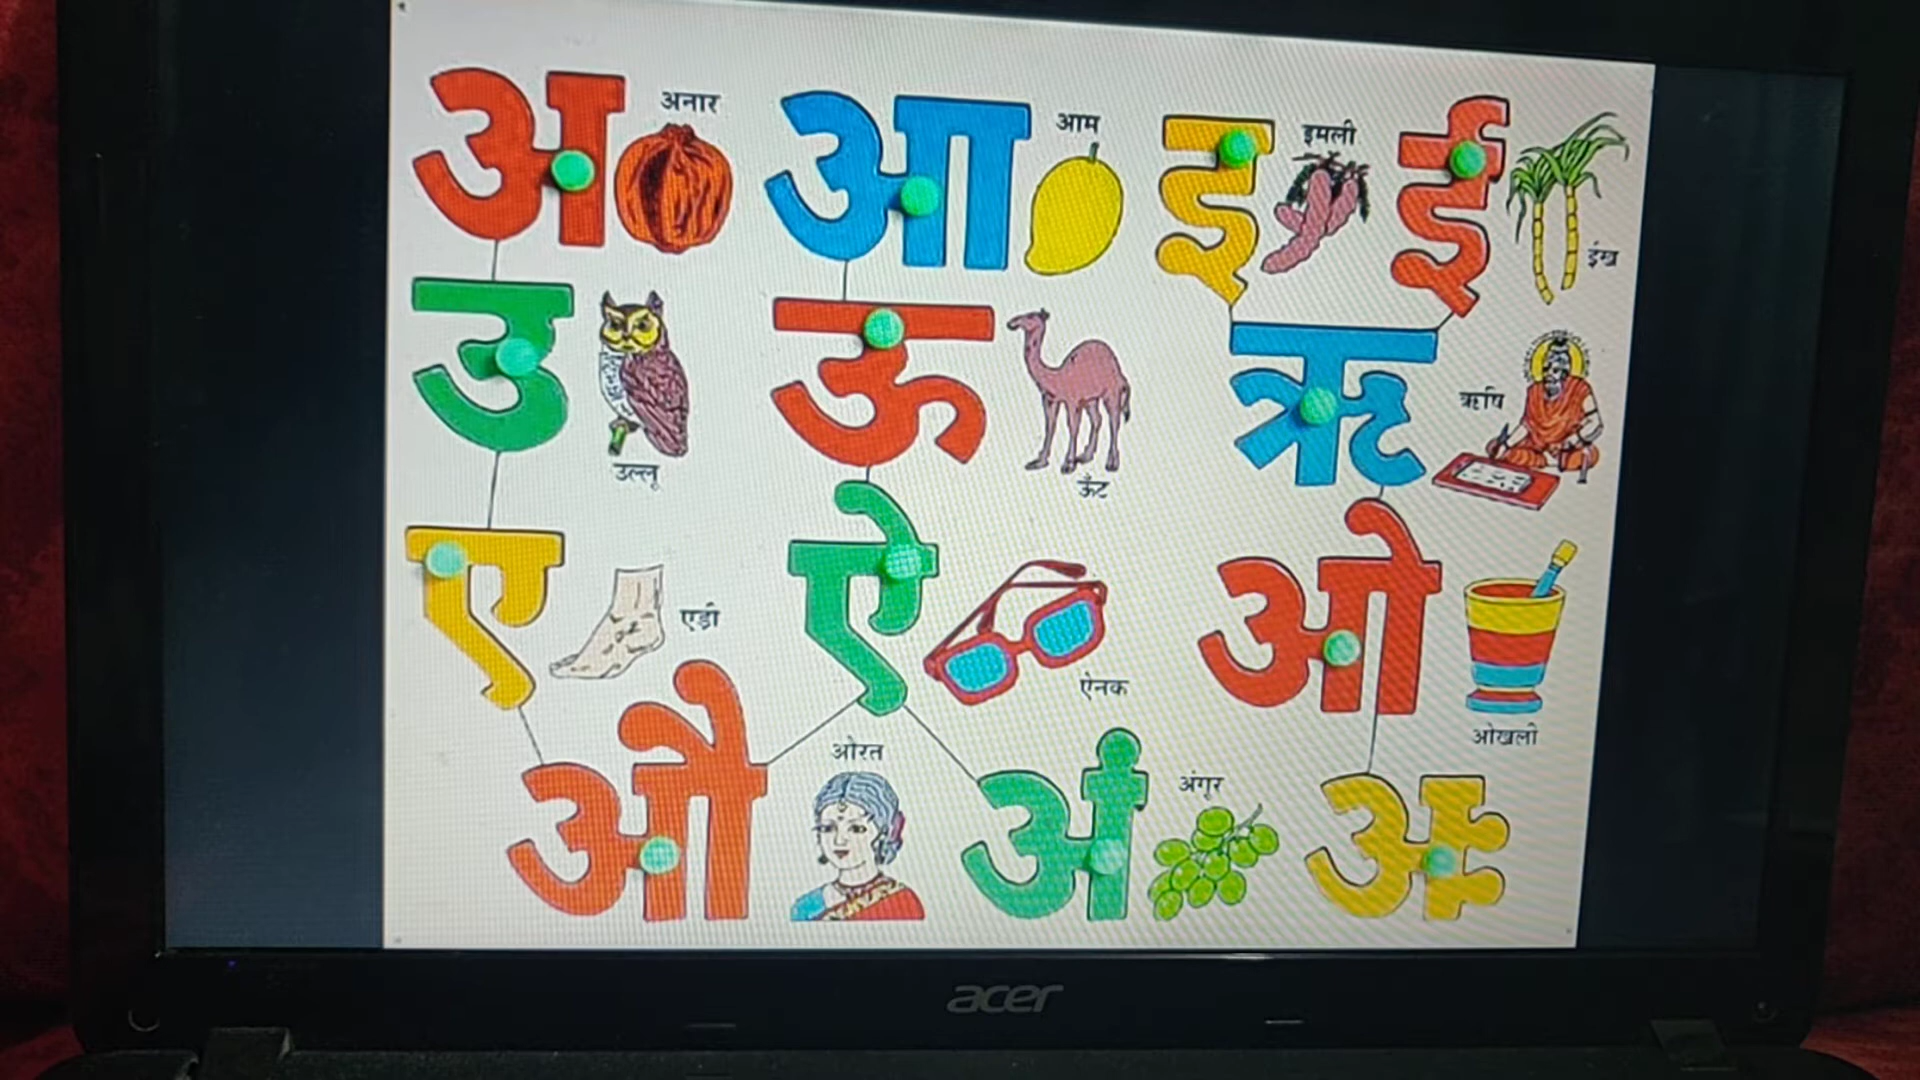 अ अनार आ आम इ इमली ई ईख
उ उल्लू ऊ ऊँट ऋ ऋषि
ए एड़ी ऐ ऐनक ओ ओखली
औ औरत अं अंगूर अः
acer